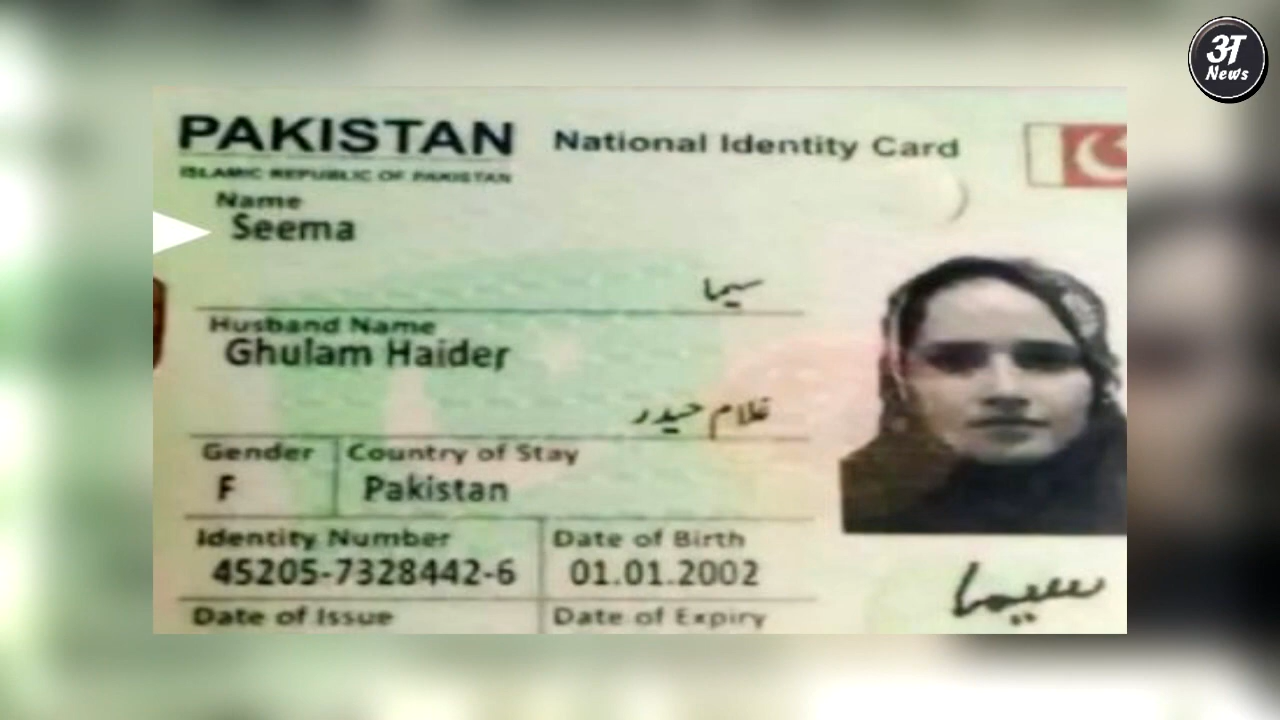 अ
News
PAKISTAN National Identity Card
ISLAMIC REPUBLIC OF PAKISTAN
Name
Seema
سیما
Husband Name
Ghulam Haider
غلام حیدر
Gender Country of Stay
F Pakistan
Identity Number Date of Birth
45205-7328442-6 01.01.2002
سیما
Date of Issue Date of Expiry